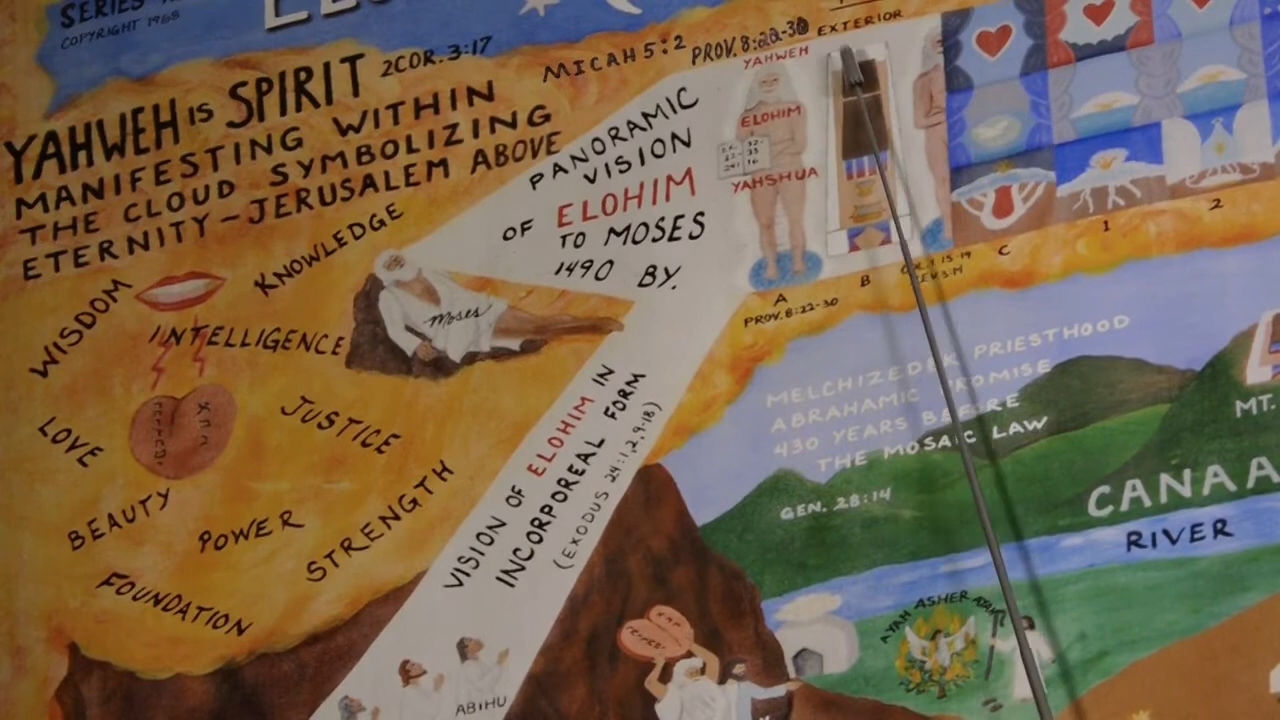 SERIES
COPYRIGHT 1968
YAHWEH IS SPIRIT 2COR. 3:17
MANIFESTING WITHIN
THE CLOUD SYMBOLIZING
ETERNITY-JERUSALEM ABOVE
MICAH 5:2 PROV. 8:22-30
EXTERIOR
YAHWEH
ELOHIM
YAHSHUA
PANORAMIC
VISION
OF ELOHIM
TO MOSES
1490 BY.
A
PROV. 8:22-30
B
C
1
2
WISDOM
KNOWLEDGE
INTELLIGENCE
Moses
LOVE
JUSTICE
BEAUTY
POWER
STRENGTH
FOUNDATION
VISION OF ELOHIM IN
INCORPOREAL FORM
(EXODUS 24:1,2,9-18)
ABIHU
MELCHIZEDEK PRIESTHOOD
ABRAHAMIC PROMISE
430 YEARS BEFORE
THE MOSAIC LAW
GEN. 28:14
MT.
CANAA
RIVER
AYAH ASHER AYAH